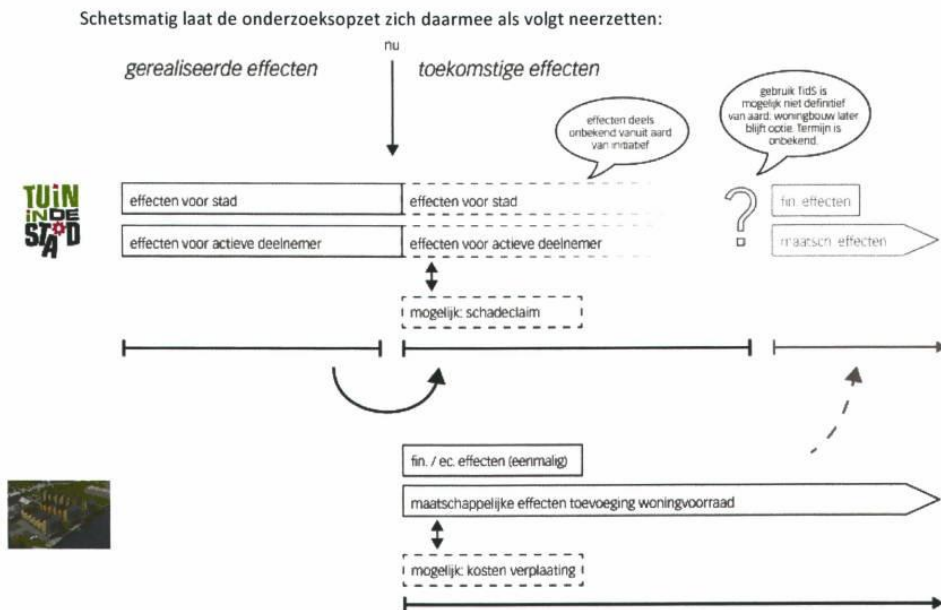 Schetsmatig laat de onderzoeksopzet zich daarmee als volgt neerzetten:
nu
gerealiseerde effecten
toekomstige effecten
effecten deels
onbekend vanuit aard
van initiatief
gebruik TidS is
mogelijk niet definitief
van aard. woningbouw later
blijft optie. Termijn is
onbekend.
TUiN
iNDE
STAD
effecten voor stad
effecten voor stad
?
fin. effecten
effecten voor actieve deelnemer
effecten voor actieve deelnemer
maatsch. effecten
mogelijk: schadeclaim
fin. / ec. effecten (eenmalig)
maatschappelijke effecten toevoeging woningvoorraad
mogelijk: kosten verplaating